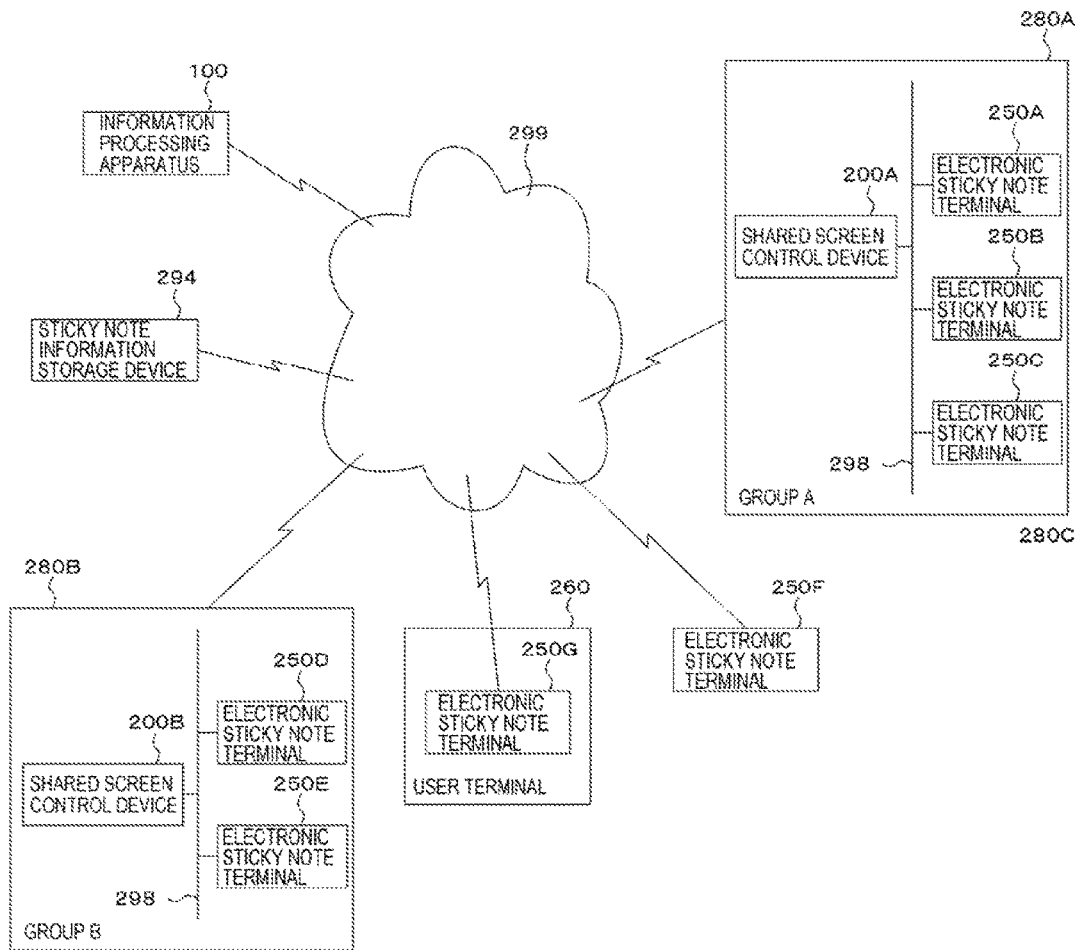 280A
100
INFORMATION
PROCESSING
APPARATUS
299
250A
ELECTRONIC
STICKY NOTE
TERMINAL
200A
SHARED SCREEN
CONTROL DEVICE
250B
ELECTRONIC
STICKY NOTE
TERMINAL
294
STICKY NOTE
INFORMATION
STORAGE DEVICE
250C
ELECTRONIC
STICKY NOTE
TERMINAL
298
GROUP A
280C
280B
260
250F
ELECTRONIC
STICKY NOTE
TERMINAL
250G
ELECTRONIC
STICKY NOTE
TERMINAL
USER TERMINAL
250D
ELECTRONIC
STICKY NOTE
TERMINAL
200B
SHARED SCREEN
CONTROL DEVICE
250E
ELECTRONIC
STICKY NOTE
TERMINAL
298
GROUP B